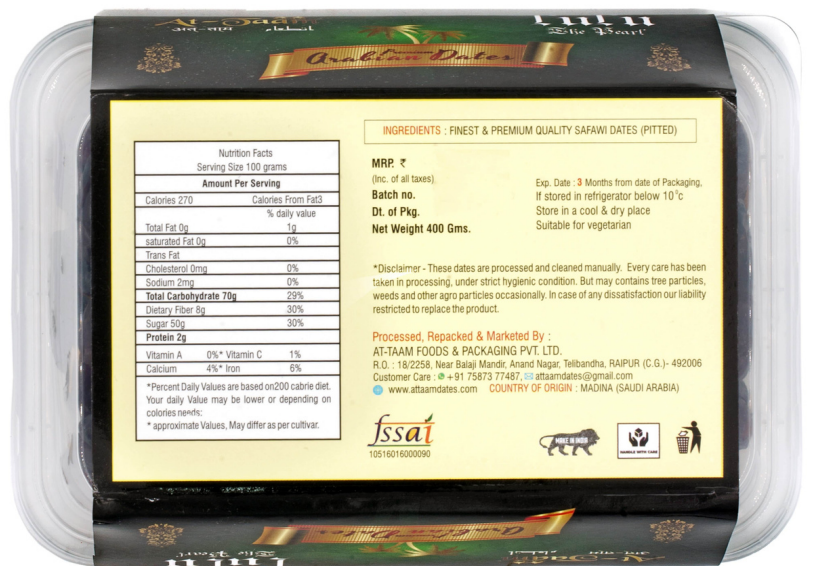 At-Taam
अत्-ताम
The Pearl
Premium
Arabian Dates
INGREDIENTS : FINEST & PREMIUM QUALITY SAFAWI DATES (PITTED)
Nutrition Facts
Serving Size 100 grams
Amount Per Serving
Calories 270 Calories From Fat3
% daily value
Total Fat 0g 1g
saturated Fat 0g 0%
Trans Fat
Cholesterol 0mg 0%
Sodium 2mg 0%
Total Carbohydrate 70g 29%
Dietary Fiber 8g 30%
Sugar 50g 30%
Protein 2g
Vitamin A 0%* Vitamin C 1%
Calcium 4%* Iron 6%
*Percent Daily Values are based on200 cabrie diet.
Your daily Value may be lower or depending on
colories needs:
* approximate Values, May differ as per cultivar.
MRP. ₹
(Inc. of all taxes)
Batch no.
Dt. of Pkg.
Net Weight 400 Gms.
Exp. Date : 3 Months from date of Packaging,
If stored in refrigerator below 10°c
Store in a cool & dry place
Suitable for vegetarian
*Disclaimer - These dates are processed and cleaned manually. Every care has been
taken in processing, under strict hygienic condition. But may contains tree particles,
weeds and other agro particles occasionally. In case of any dissatisfaction our liability
restricted to replace the product.
Processed, Repacked & Marketed By :
AT-TAAM FOODS & PACKAGING PVT. LTD.
R.O. : 18/2258, Near Balaji Mandir, Anand Nagar, Telibandha, RAIPUR (C.G.)- 492006
Customer Care : +91 75873 77487, attaamdates@gmail.com
www.attaamdates.com COUNTRY OF ORIGIN : MADINA (SAUDI ARABIA)
fssai
10516016000090
MADE IN INDIA
HANDLE WITH CARE
Arabian Dates
The Pearl